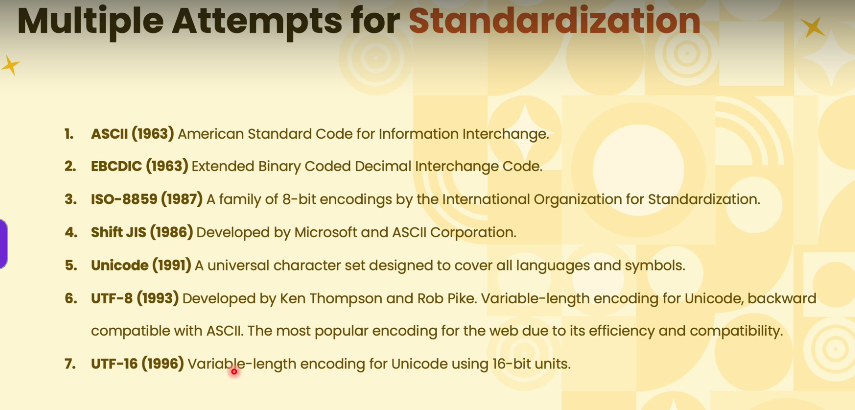 Multiple Attempts for Standardization
1. ASCII (1963) American Standard Code for Information Interchange.
2. EBCDIC (1963) Extended Binary Coded Decimal Interchange Code.
3. ISO-8859 (1987) A family of 8-bit encodings by the International Organization for Standardization.
4. Shift JIS (1986) Developed by Microsoft and ASCII Corporation.
5. Unicode (1991) A universal character set designed to cover all languages and symbols.
6. UTF-8 (1993) Developed by Ken Thompson and Rob Pike. Variable-length encoding for Unicode, backward
compatible with ASCII. The most popular encoding for the web due to its efficiency and compatibility.
7. UTF-16 (1996) Variable-length encoding for Unicode using 16-bit units.